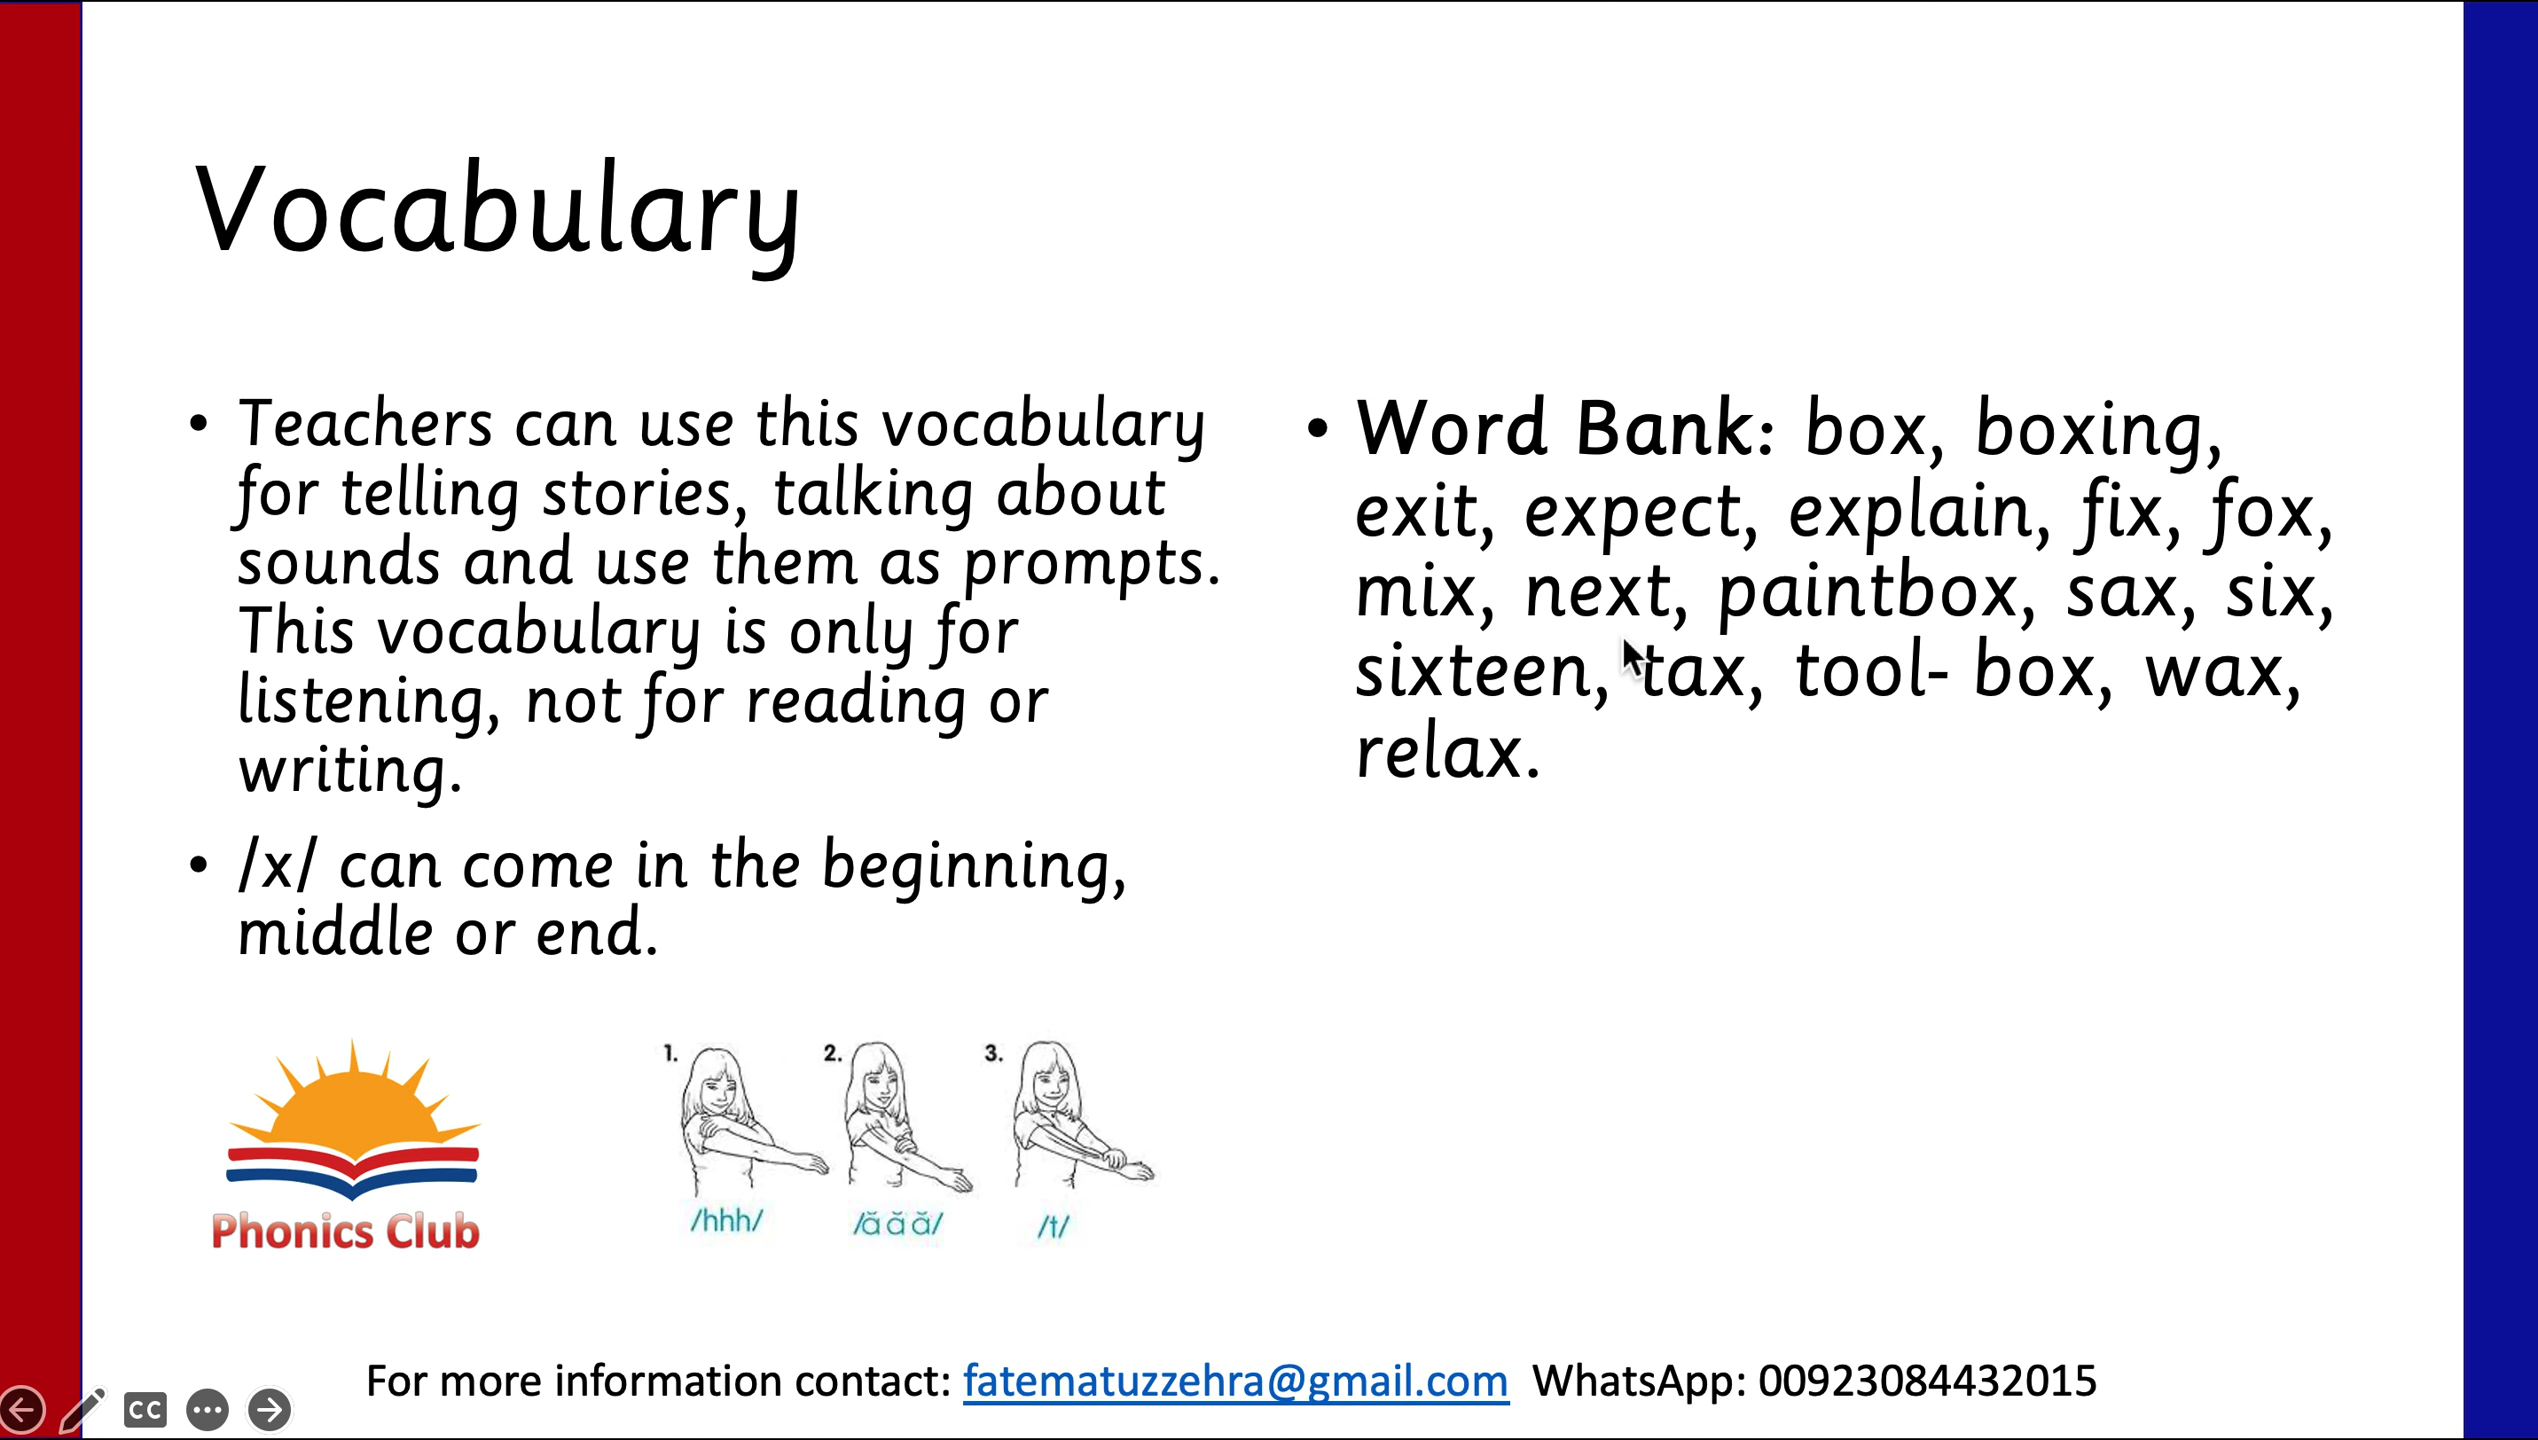 Vocabulary
• Teachers can use this vocabulary
for telling stories, talking about
sounds and use them as prompts.
This vocabulary is only for
listening, not for reading or
writing.
• /x/ can come in the beginning,
middle or end.
• Word Bank: box, boxing,
exit, expect, explain, fix, fox,
mix, next, paintbox, sax, six,
sixteen, tax, tool- box, wax,
relax.
Phonics Club
1. 2. 3.
/hhh/ /ă ă ă/ /t/
For more information contact: fatematuzzehra@gmail.com WhatsApp: 00923084432015
CC